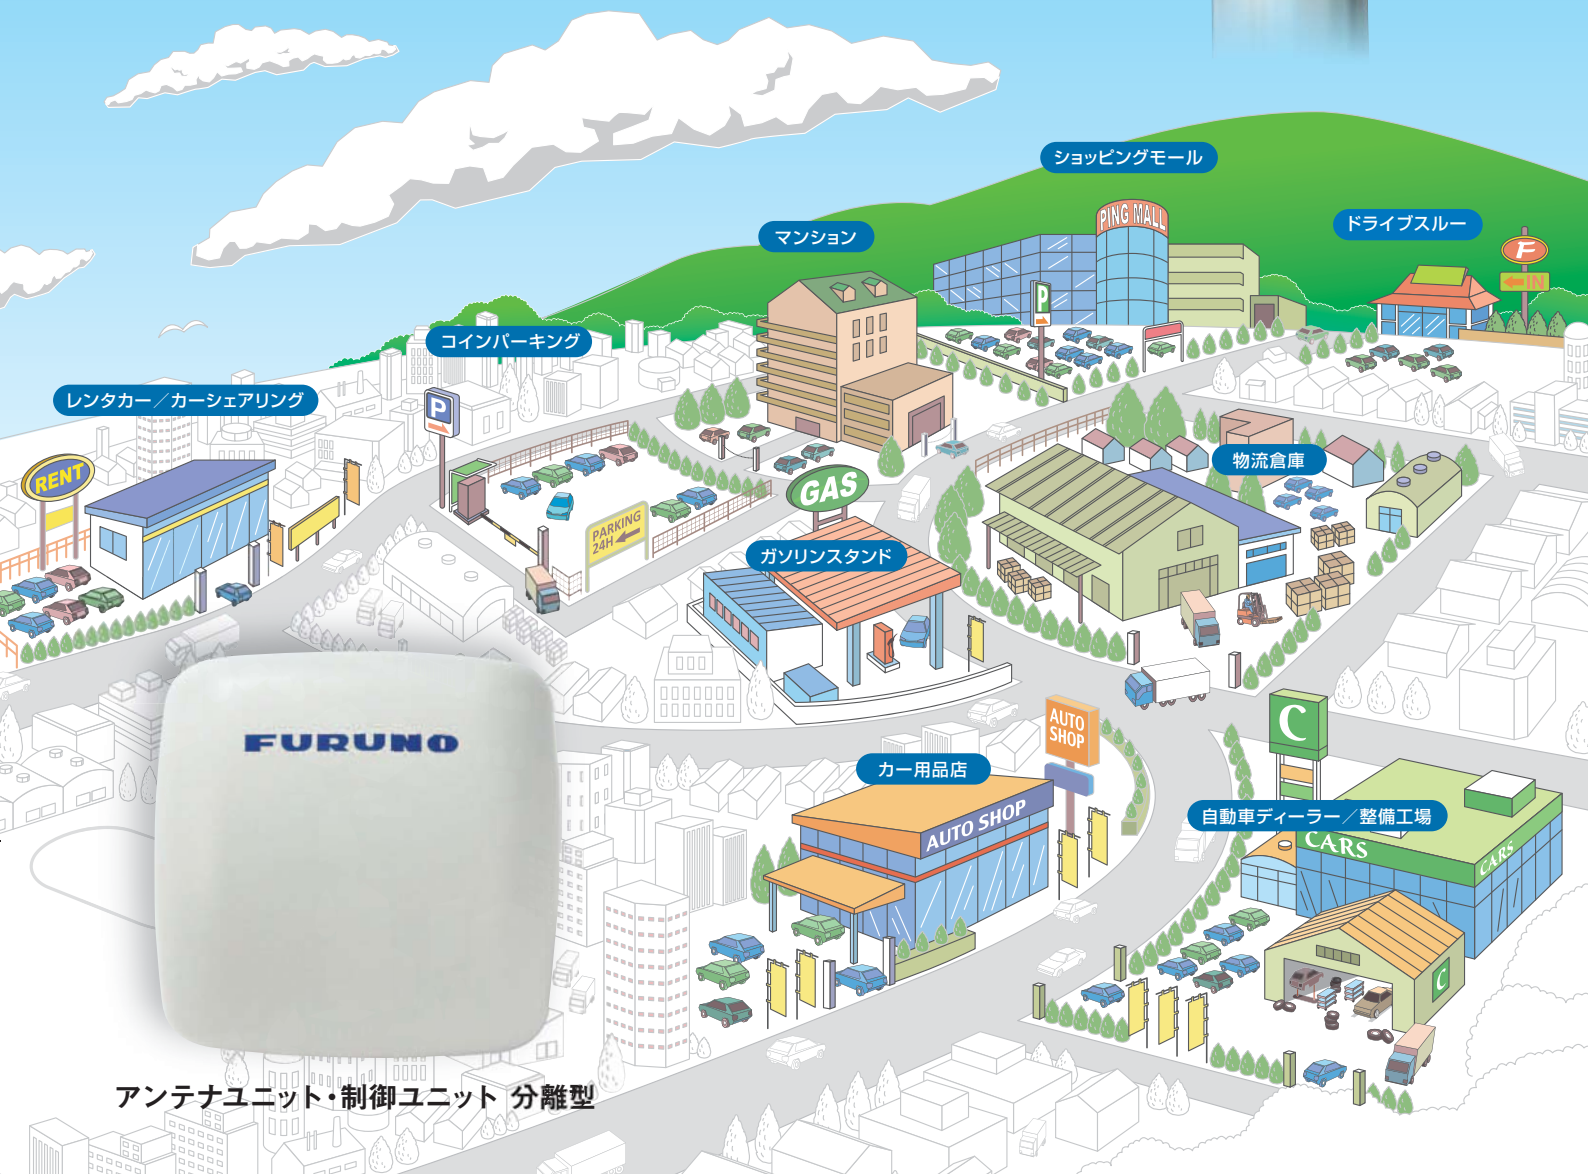 ショッピングモール
マンション
ドライブスルー
PING MALL
F
←IN
P
コインパーキング
レンタカー／カーシェアリング
P
RENT
物流倉庫
GAS
PARKING
24H
ガソリンスタンド
FURUNO
AUTO
SHOP
C
カー用品店
AUTO SHOP
自動車ディーラー／整備工場
CARS
CARS
C
アンテナユニット・制御ユニット 分離型